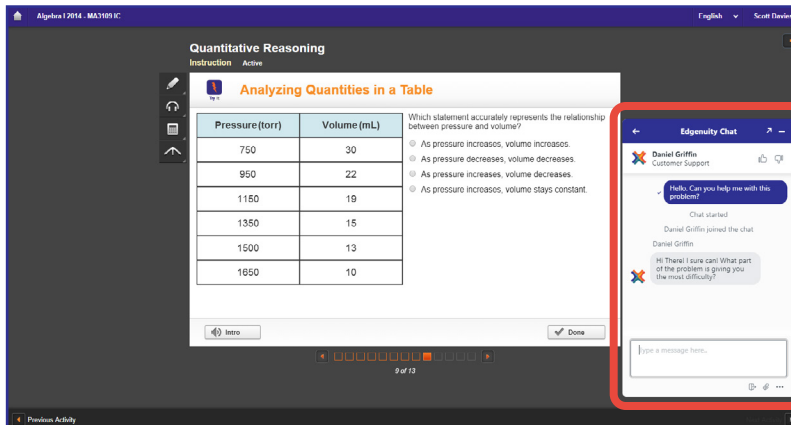 Algebra I 2014 - MA3109 IC
English
Scott Davies
Quantitative Reasoning
Instruction Active
Try It
Analyzing Quantities in a Table
Pressure (torr) Volume (mL)
750 30
950 22
1150 19
1350 15
1500 13
1650 10
Which statement accurately represents the relationship
between pressure and volume?
As pressure increases, volume increases.
As pressure decreases, volume decreases.
As pressure increases, volume decreases.
As pressure increases, volume stays constant.
Intro
Done
9 of 13
Previous Activity
Edgenuity Chat
Daniel Griffin
Customer Support
Hello. Can you help me with this
problem?
Chat started
Daniel Griffin joined the chat
Daniel Griffin
Hi There! I sure can! What part
of the problem is giving you
the most difficulty?
Type a message here..